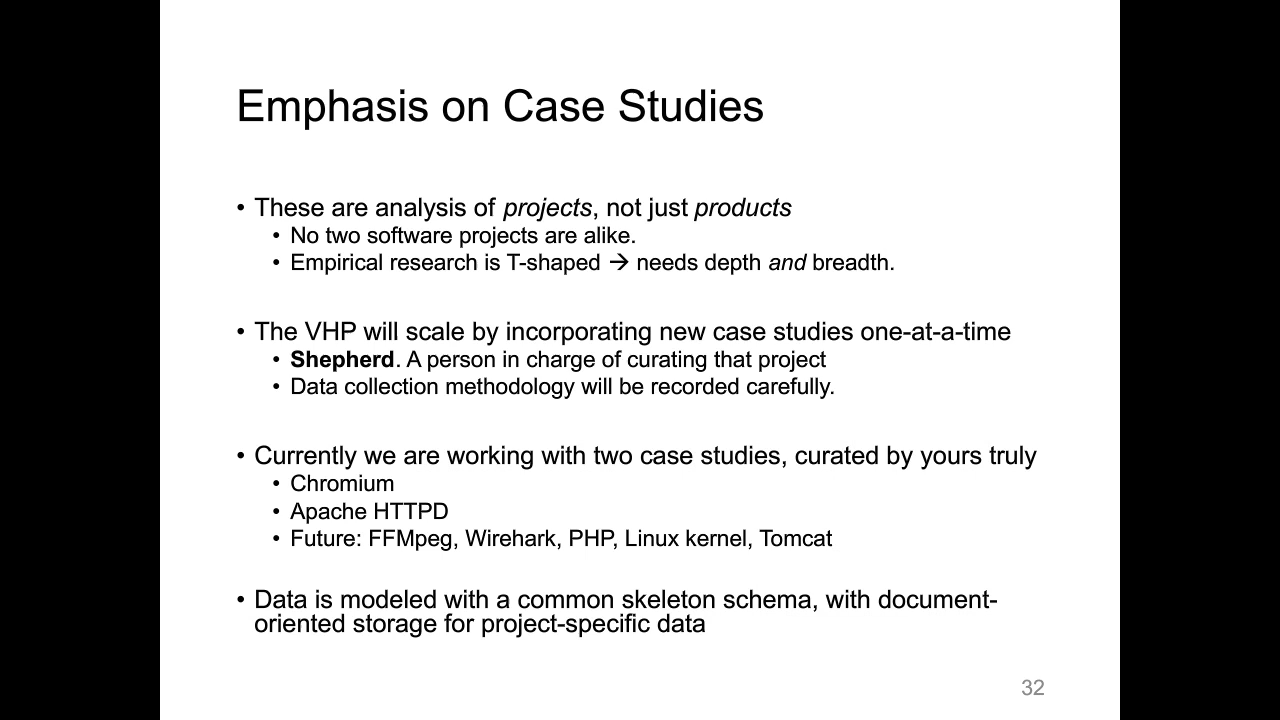 Emphasis on Case Studies
• These are analysis of projects, not just products
• No two software projects are alike.
• Empirical research is T-shaped → needs depth and breadth.
• The VHP will scale by incorporating new case studies one-at-a-time
• Shepherd. A person in charge of curating that project
• Data collection methodology will be recorded carefully.
• Currently we are working with two case studies, curated by yours truly
• Chromium
• Apache HTTPD
• Future: FFMpeg, Wirehark, PHP, Linux kernel, Tomcat
• Data is modeled with a common skeleton schema, with document-
oriented storage for project-specific data
32